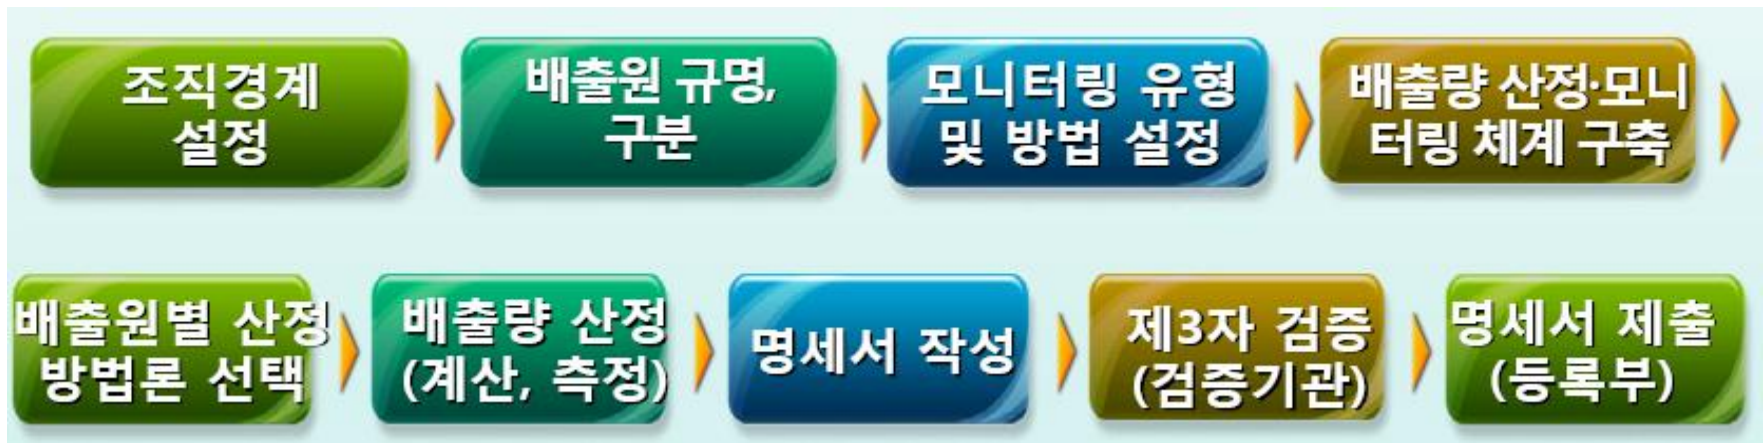 조직경계
설정
배출원 규명,
구분
모니터링 유형
및 방법 설정
배출량 산정·모니
터링 체계 구축
배출원별 산정
방법론 선택
배출량 산정
(계산, 측정)
명세서 작성
제3자 검증
(검증기관)
명세서 제출
(등록부)